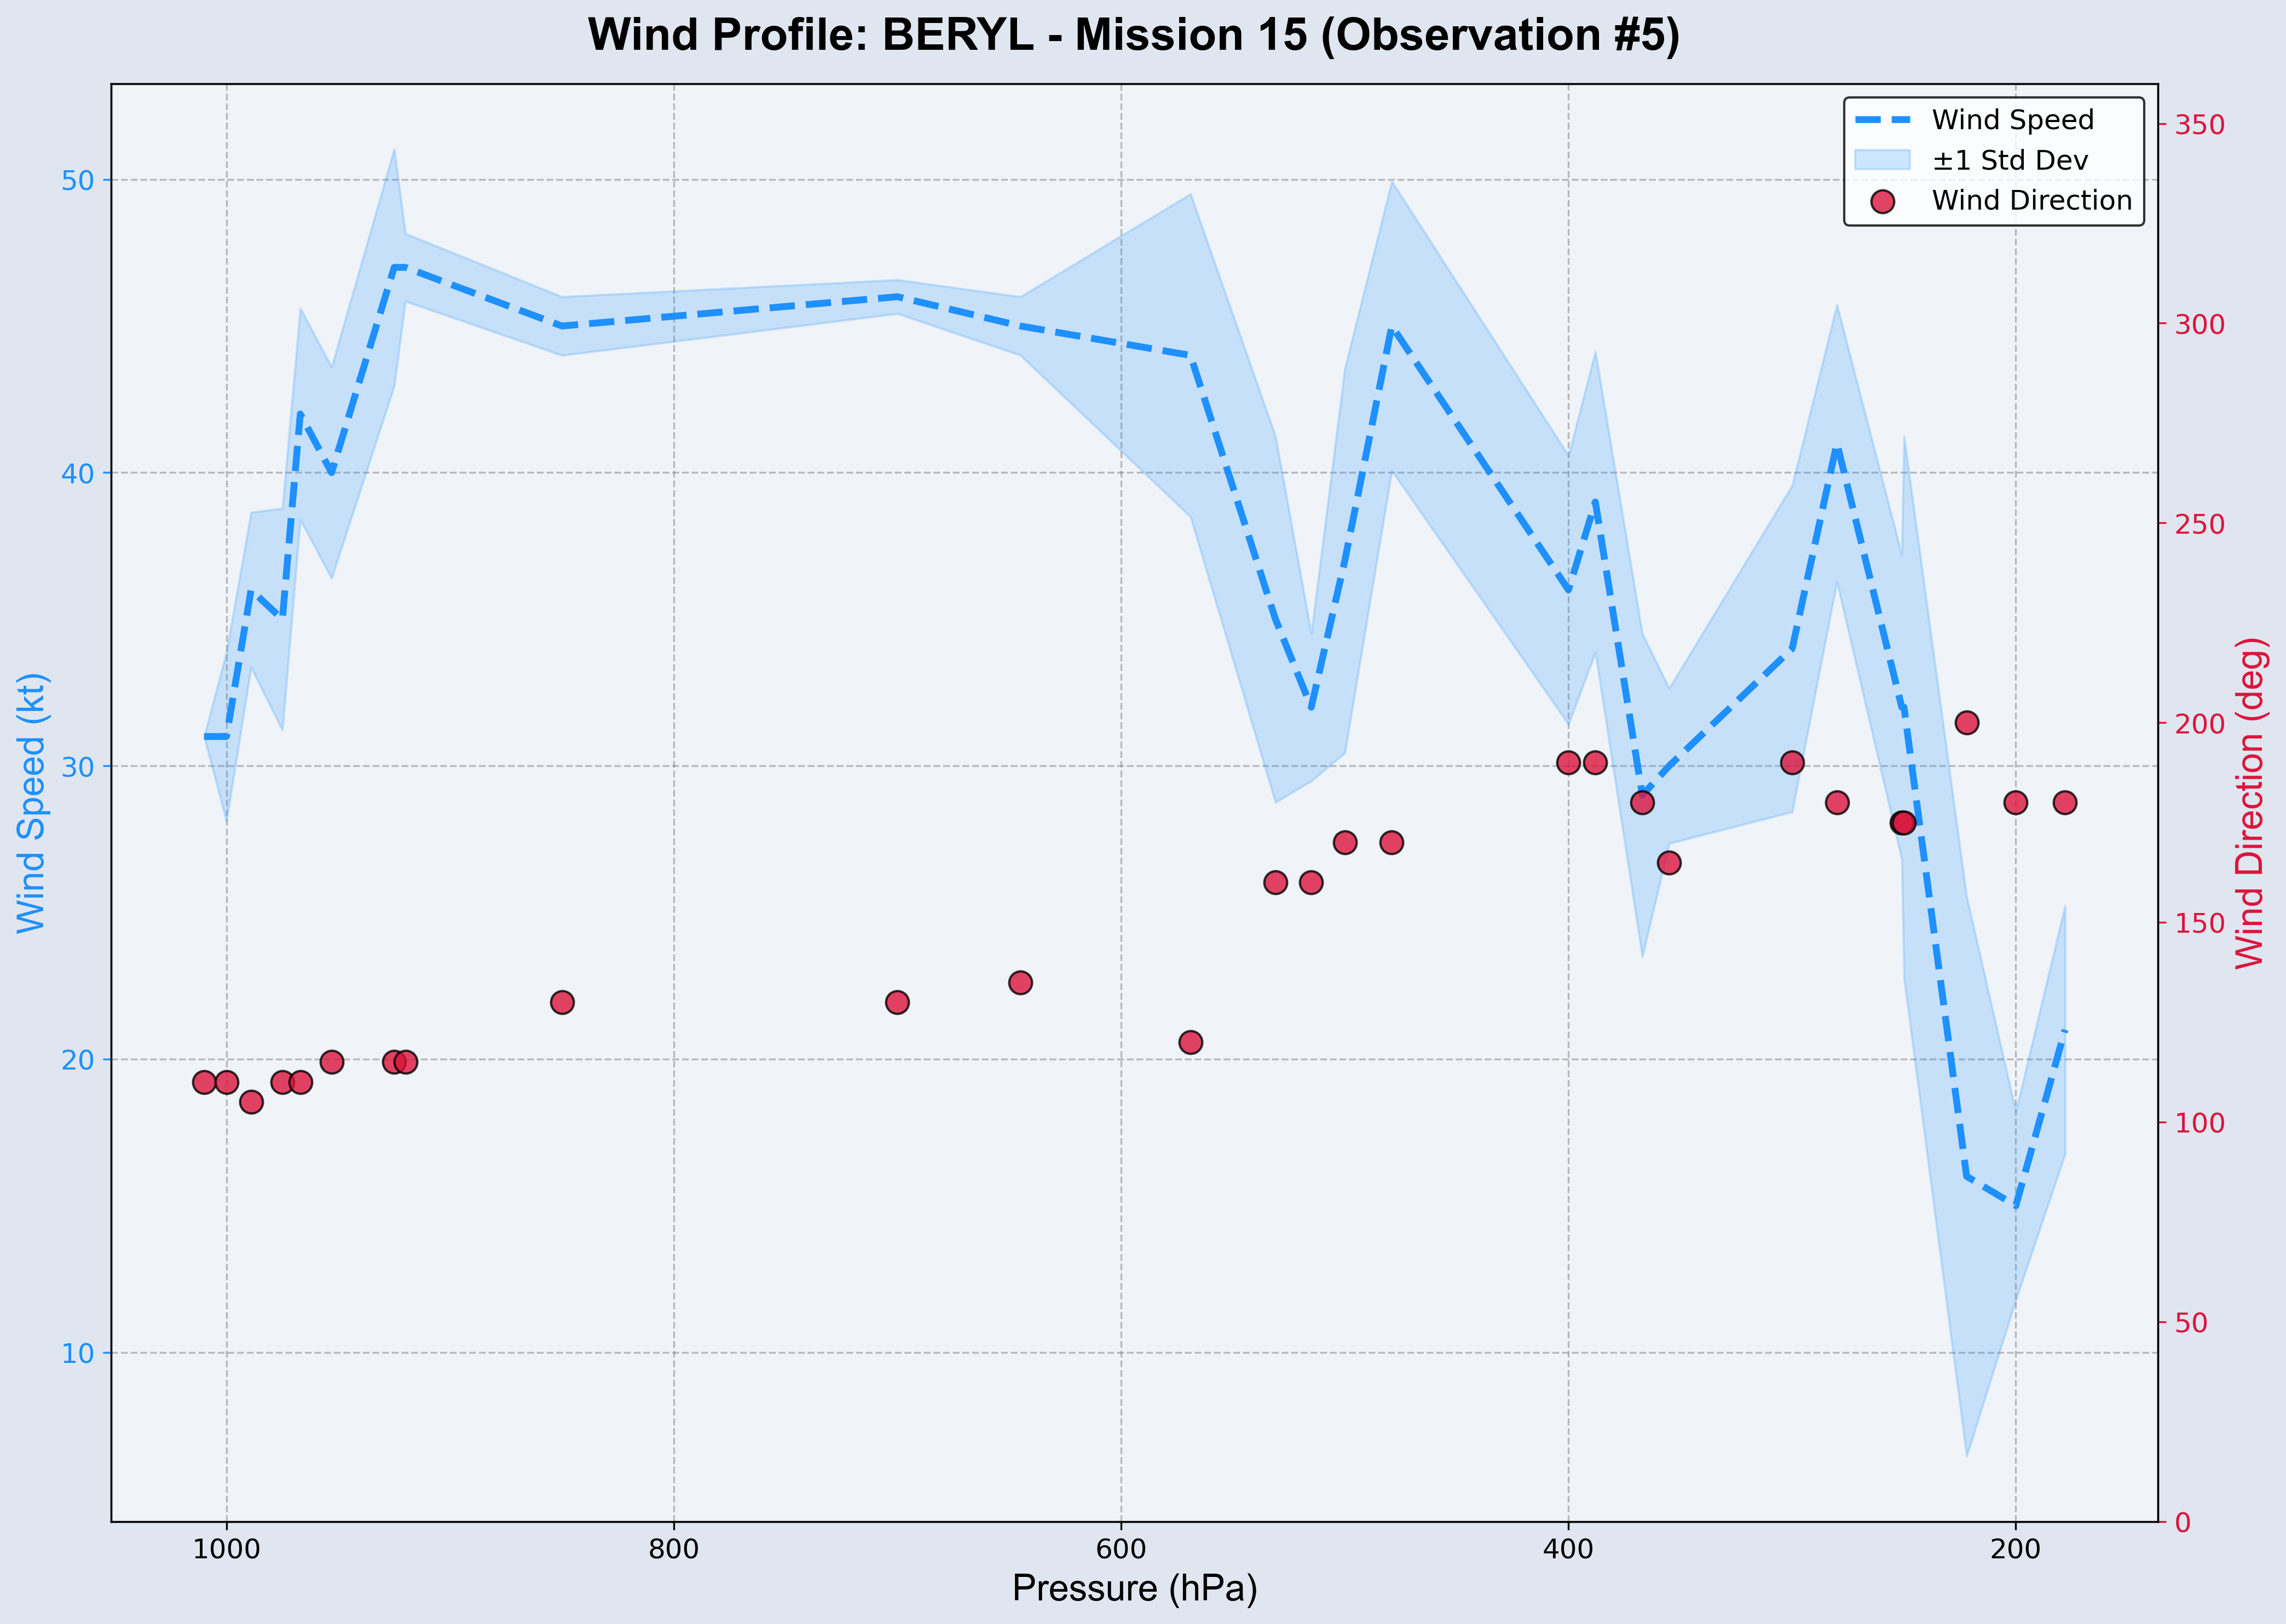 Wind Profile: BERYL - Mission 15 (Observation #5)
Wind Speed
±1 Std Dev
Wind Direction
50
40
30
20
10
Wind Speed (kt)
350
300
250
200
150
100
50
0
Wind Direction (deg)
1000
800
600
400
200
Pressure (hPa)